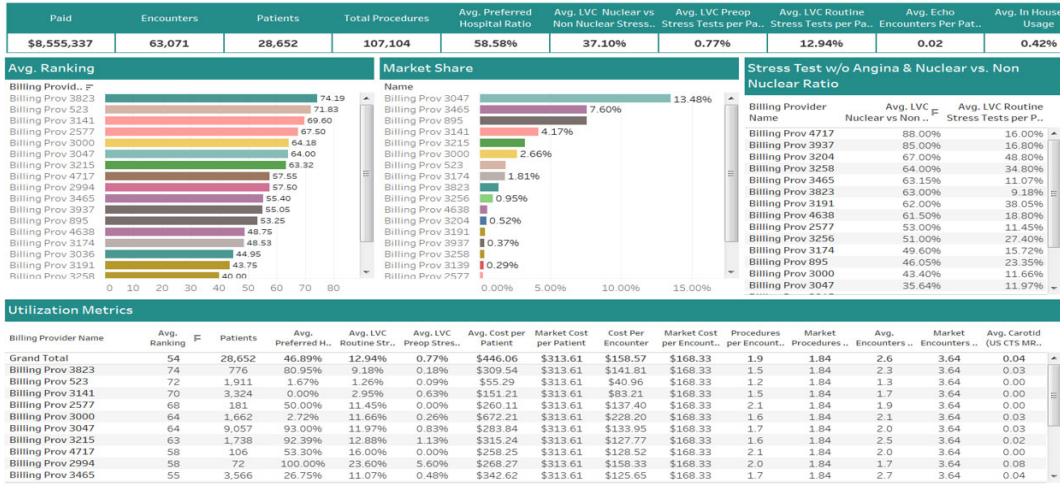 Paid Encounters Patients Total Procedures Avg. Preferred Hospital Ratio Avg. LVC Nuclear vs Non Nuclear Stress.. Avg. LVC Preop Stress Tests per Pa.. Avg. LVC Routine Stress Tests per Pa.. Avg. Echo Encounters Per Pat.. Avg. In House Usage
$8,555,337 63,071 28,652 107,104 58.58% 37.10% 0.77% 12.94% 0.02 0.42%
Avg. Ranking
Billing Provid..
Billing Prov 3823 74.19
Billing Prov 523 71.83
Billing Prov 3141 69.60
Billing Prov 2577 67.50
Billing Prov 3000 64.18
Billing Prov 3047 64.00
Billing Prov 3215 63.32
Billing Prov 4717 57.55
Billing Prov 2994 57.50
Billing Prov 3465 55.40
Billing Prov 3937 55.05
Billing Prov 895 53.25
Billing Prov 4638 48.75
Billing Prov 3174 48.53
Billing Prov 3036 44.95
Billing Prov 3191 43.75
Billing Prov 3258 40.00
0 10 20 30 40 50 60 70 80
Market Share
Name
Billing Prov 3047 13.48%
Billing Prov 3465 7.60%
Billing Prov 895
Billing Prov 3141 4.17%
Billing Prov 3215
Billing Prov 3000 2.66%
Billing Prov 523
Billing Prov 3174 1.81%
Billing Prov 3823
Billing Prov 3256 0.95%
Billing Prov 4638
Billing Prov 3204 0.52%
Billing Prov 3191
Billing Prov 3937 0.37%
Billing Prov 3258
Billing Prov 3139 0.29%
Billing Prov 2577
0.00% 5.00% 10.00% 15.00%
Stress Test w/o Angina & Nuclear vs. Non
Nuclear Ratio
Billing Provider Avg. LVC Avg. LVC Routine
Name Nuclear vs Non .. Stress Tests per P..
Billing Prov 4717 88.00% 16.00%
Billing Prov 3937 85.00% 16.80%
Billing Prov 3204 67.00% 48.80%
Billing Prov 3258 64.00% 34.80%
Billing Prov 3465 63.15% 11.07%
Billing Prov 3823 63.00% 9.18%
Billing Prov 3191 62.00% 38.05%
Billing Prov 4638 61.50% 18.80%
Billing Prov 2577 53.00% 11.45%
Billing Prov 3256 51.00% 27.40%
Billing Prov 3174 49.60% 15.72%
Billing Prov 895 46.05% 23.35%
Billing Prov 3000 43.40% 11.66%
Billing Prov 3047 35.64% 11.97%
Utilization Metrics
Billing Provider Name Avg. Ranking Patients Avg. Preferred H.. Avg. LVC Routine Str.. Avg. LVC Preop Stres.. Avg. Cost per Patient Market Cost per Patient Cost Per Encounter Market Cost per Encount.. Procedures per Encount.. Market Procedures .. Avg. Encounters .. Market Encounters .. Avg. Carotid (US CTS MR..
Grand Total 54 28,652 46.89% 12.94% 0.77% $446.06 $313.61 $158.57 $168.33 1.9 1.84 2.6 3.64 0.04
Billing Prov 3823 74 776 80.95% 9.18% 0.18% $309.54 $313.61 $141.81 $168.33 1.5 1.84 2.3 3.64 0.03
Billing Prov 523 72 1,911 1.67% 1.26% 0.09% $55.29 $313.61 $40.96 $168.33 1.2 1.84 1.3 3.64 0.00
Billing Prov 3141 70 3,324 0.00% 2.95% 0.63% $151.21 $313.61 $83.21 $168.33 1.5 1.84 1.7 3.64 0.00
Billing Prov 2577 68 181 50.00% 11.45% 0.00% $260.11 $313.61 $137.40 $168.33 2.1 1.84 1.9 3.64 0.00
Billing Prov 3000 64 1,662 2.72% 11.66% 0.26% $672.21 $313.61 $228.20 $168.33 1.6 1.84 2.1 3.64 0.03
Billing Prov 3047 64 9,057 93.00% 11.97% 0.83% $283.84 $313.61 $133.95 $168.33 1.7 1.84 2.0 3.64 0.03
Billing Prov 3215 63 1,738 92.39% 12.88% 1.13% $315.24 $313.61 $127.77 $168.33 1.6 1.84 2.5 3.64 0.02
Billing Prov 4717 58 106 53.30% 16.00% 0.00% $258.25 $313.61 $128.52 $168.33 2.1 1.84 2.0 3.64 0.00
Billing Prov 2994 58 72 100.00% 23.60% 5.60% $268.27 $313.61 $158.33 $168.33 2.0 1.84 1.7 3.64 0.08
Billing Prov 3465 55 3,566 26.75% 11.07% 0.48% $342.62 $313.61 $125.65 $168.33 1.7 1.84 2.7 3.64 0.04